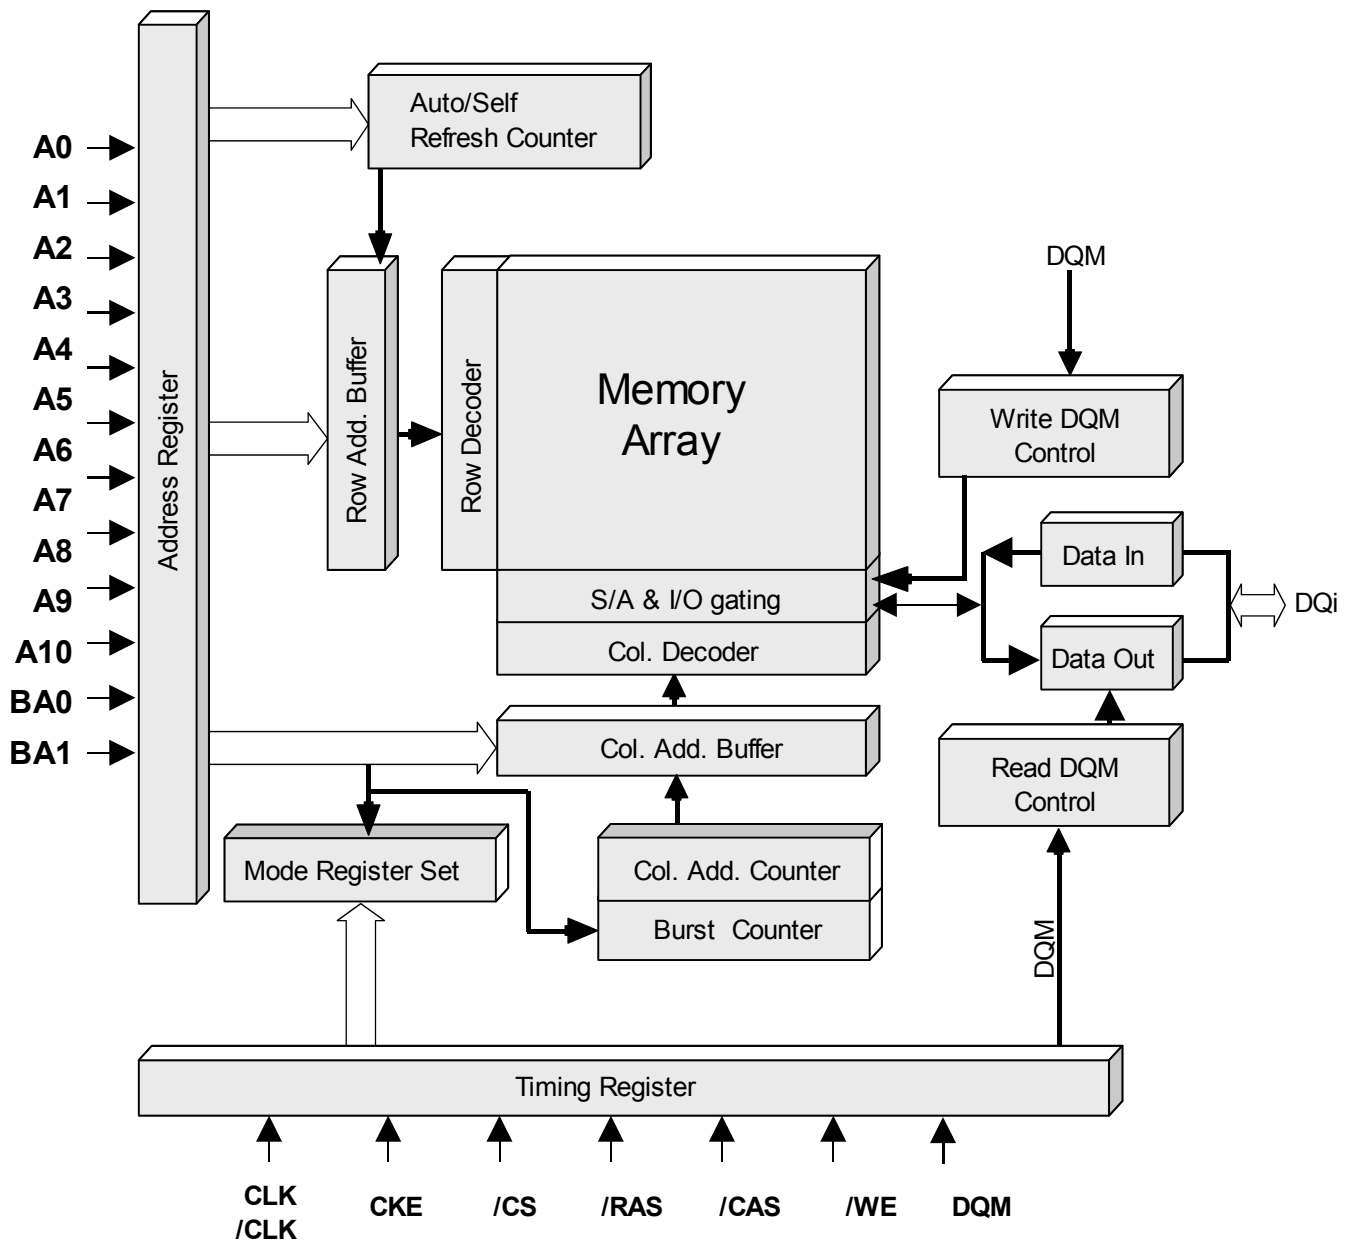 Auto/Self
Refresh Counter
A0
A1
A2
A3
A4
A5
A6
A7
A8
A9
A10
BA0
BA1
Address Register
Row Add. Buffer
Row Decoder
Memory
Array
S/A & I/O gating
Col. Decoder
Col. Add. Buffer
Mode Register Set
Col. Add. Counter
Burst Counter
DQM
Write DQM
Control
Data In
DQi
Data Out
Read DQM
Control
DQM
Timing Register
CLK
/CLK
CKE
/CS
/RAS
/CAS
/WE
DQM